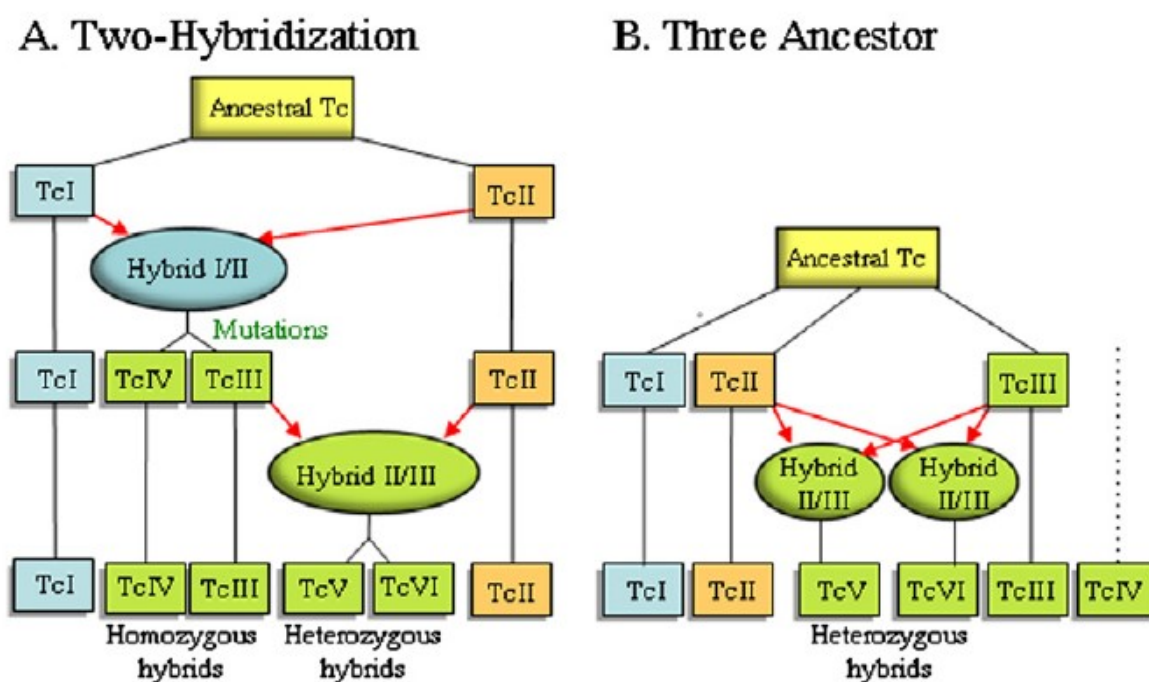 A. Two-Hybridization
Ancestral Tc
TcI
TcII
Hybrid I/II
Mutations
TcI
TcIV
TcIII
TcII
Hybrid II/III
TcI
TcIV
TcIII
TcV
TcVI
TcII
Homozygous
hybrids
Heterozygous
hybrids
B. Three Ancestor
Ancestral Tc
TcI
TcII
TcIII
Hybrid
II/III
Hybrid
II/III
TcI
TcII
TcV
TcVI
TcIII
TcIV
Heterozygous
hybrids